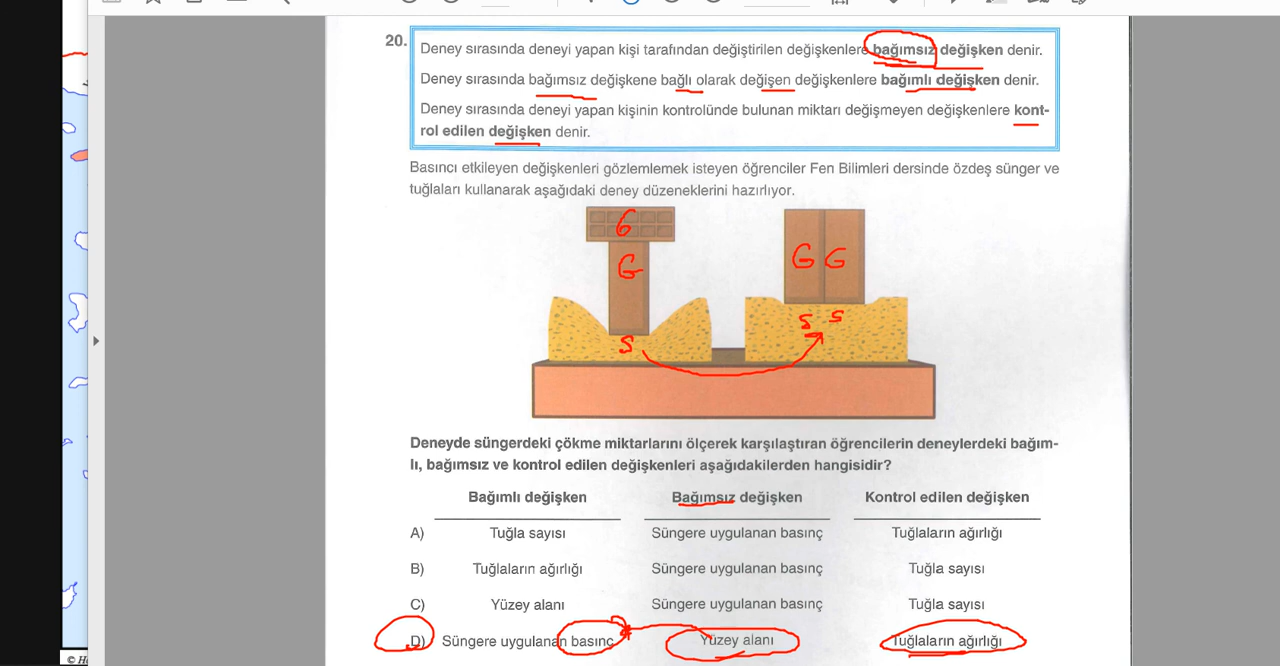 20.
Deney sırasında deneyi yapan kişi tarafından değiştirilen değişkenlere bağımsız değişken denir.
Deney sırasında bağımsız değişkene bağlı olarak değişen değişkenlere bağımlı değişken denir.
Deney sırasında deneyi yapan kişinin kontrolünde bulunan miktarı değişmeyen değişkenlere kont-
rol edilen değişken denir.
Basıncı etkileyen değişkenleri gözlemlemek isteyen öğrenciler Fen Bilimleri dersinde özdeş sünger ve
tuğlaları kullanarak aşağıdaki deney düzeneklerini hazırlıyor.
G
G
G G
S
S S
Deneyde süngerdeki çökme miktarlarını ölçerek karşılaştıran öğrencilerin deneylerdeki bağım-
lı, bağımsız ve kontrol edilen değişkenleri aşağıdakilerden hangisidir?
Bağımlı değişken Bağımsız değişken Kontrol edilen değişken
A) Tuğla sayısı Süngere uygulanan basınç Tuğlaların ağırlığı
B) Tuğlaların ağırlığı Süngere uygulanan basınç Tuğla sayısı
C) Yüzey alanı Süngere uygulanan basınç Tuğla sayısı
D) Süngere uygulanan basınç Yüzey alanı Tuğlaların ağırlığı